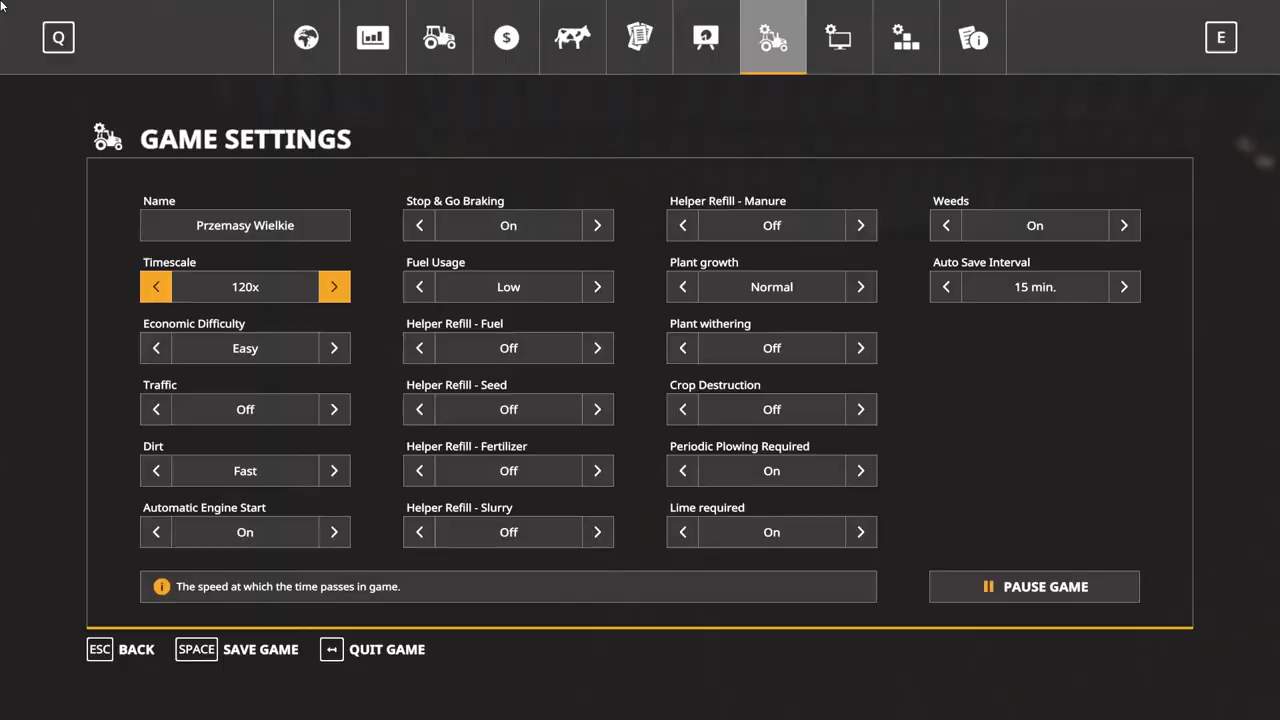 Q
E
GAME SETTINGS
Name
Przemasy Wielkie
Timescale
120x
Economic Difficulty
Easy
Traffic
Off
Dirt
Fast
Automatic Engine Start
On
Stop & Go Braking
On
Fuel Usage
Low
Helper Refill - Fuel
Off
Helper Refill - Seed
Off
Helper Refill - Fertilizer
Off
Helper Refill - Slurry
Off
Helper Refill - Manure
Off
Plant growth
Normal
Plant withering
Off
Crop Destruction
Off
Periodic Plowing Required
On
Lime required
On
Weeds
On
Auto Save Interval
15 min.
The speed at which the time passes in game.
PAUSE GAME
ESC BACK SPACE SAVE GAME QUIT GAME